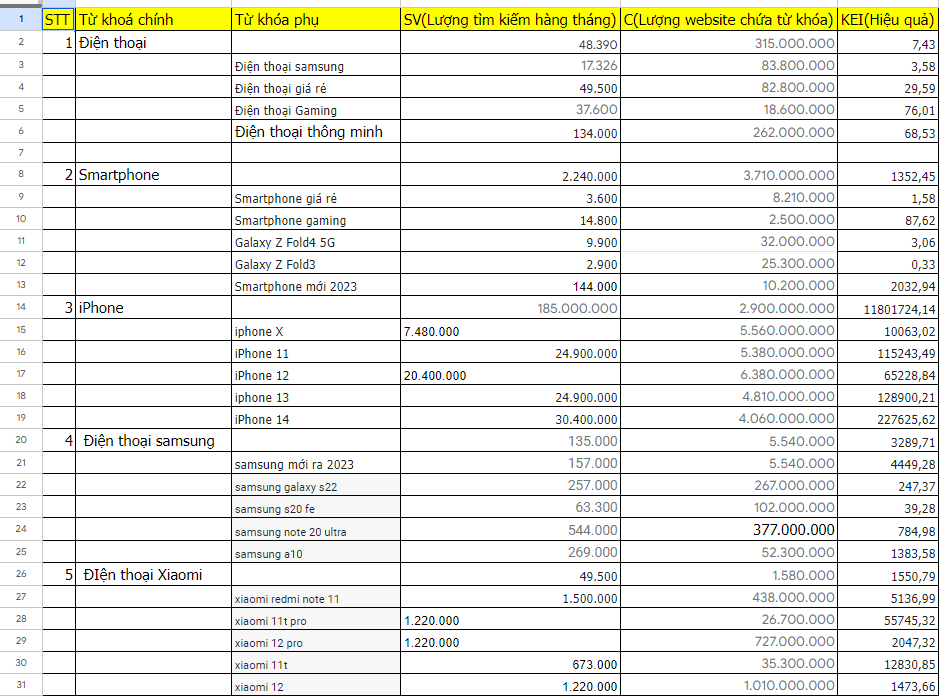 1 STT Từ khoá chính Từ khóa phụ SV(Lượng tìm kiếm hàng tháng) C(Lượng website chứa từ khóa) KEI(Hiệu quả)
2 1 Điện thoại 48.390 315.000.000 7,43
3 Điện thoại samsung 17.326 83.800.000 3,58
4 Điện thoại giá rẻ 49.500 82.800.000 29,59
5 Điện thoại Gaming 37.600 18.600.000 76,01
6 Điện thoại thông minh 134.000 262.000.000 68,53
7
8 2 Smartphone 2.240.000 3.710.000.000 1352,45
9 Smartphone giá rẻ 3.600 8.210.000 1,58
10 Smartphone gaming 14.800 2.500.000 87,62
11 Galaxy Z Fold4 5G 9.900 32.000.000 3,06
12 Galaxy Z Fold3 2.900 25.300.000 0,33
13 Smartphone mới 2023 144.000 10.200.000 2032,94
14 3 iPhone 185.000.000 2.900.000.000 11801724,14
15 iphone X 7.480.000 5.560.000.000 10063,02
16 iPhone 11 24.900.000 5.380.000.000 115243,49
17 iPhone 12 20.400.000 6.380.000.000 65228,84
18 iphone 13 24.900.000 4.810.000.000 128900,21
19 iPhone 14 30.400.000 4.060.000.000 227625,62
20 4 Điện thoại samsung 135.000 5.540.000 3289,71
21 samsung mới ra 2023 157.000 5.540.000 4449,28
22 samsung galaxy s22 257.000 267.000.000 247,37
23 samsung s20 fe 63.300 102.000.000 39,28
24 samsung note 20 ultra 544.000 377.000.000 784,98
25 samsung a10 269.000 52.300.000 1383,58
26 5 ĐIện thoại Xiaomi 49.500 1.580.000 1550,79
27 xiaomi redmi note 11 1.500.000 438.000.000 5136,99
28 xiaomi 11t pro 1.220.000 26.700.000 55745,32
29 xiaomi 12 pro 1.220.000 727.000.000 2047,32
30 xiaomi 11t 673.000 35.300.000 12830,85
31 xiaomi 12 1.220.000 1.010.000.000 1473,66